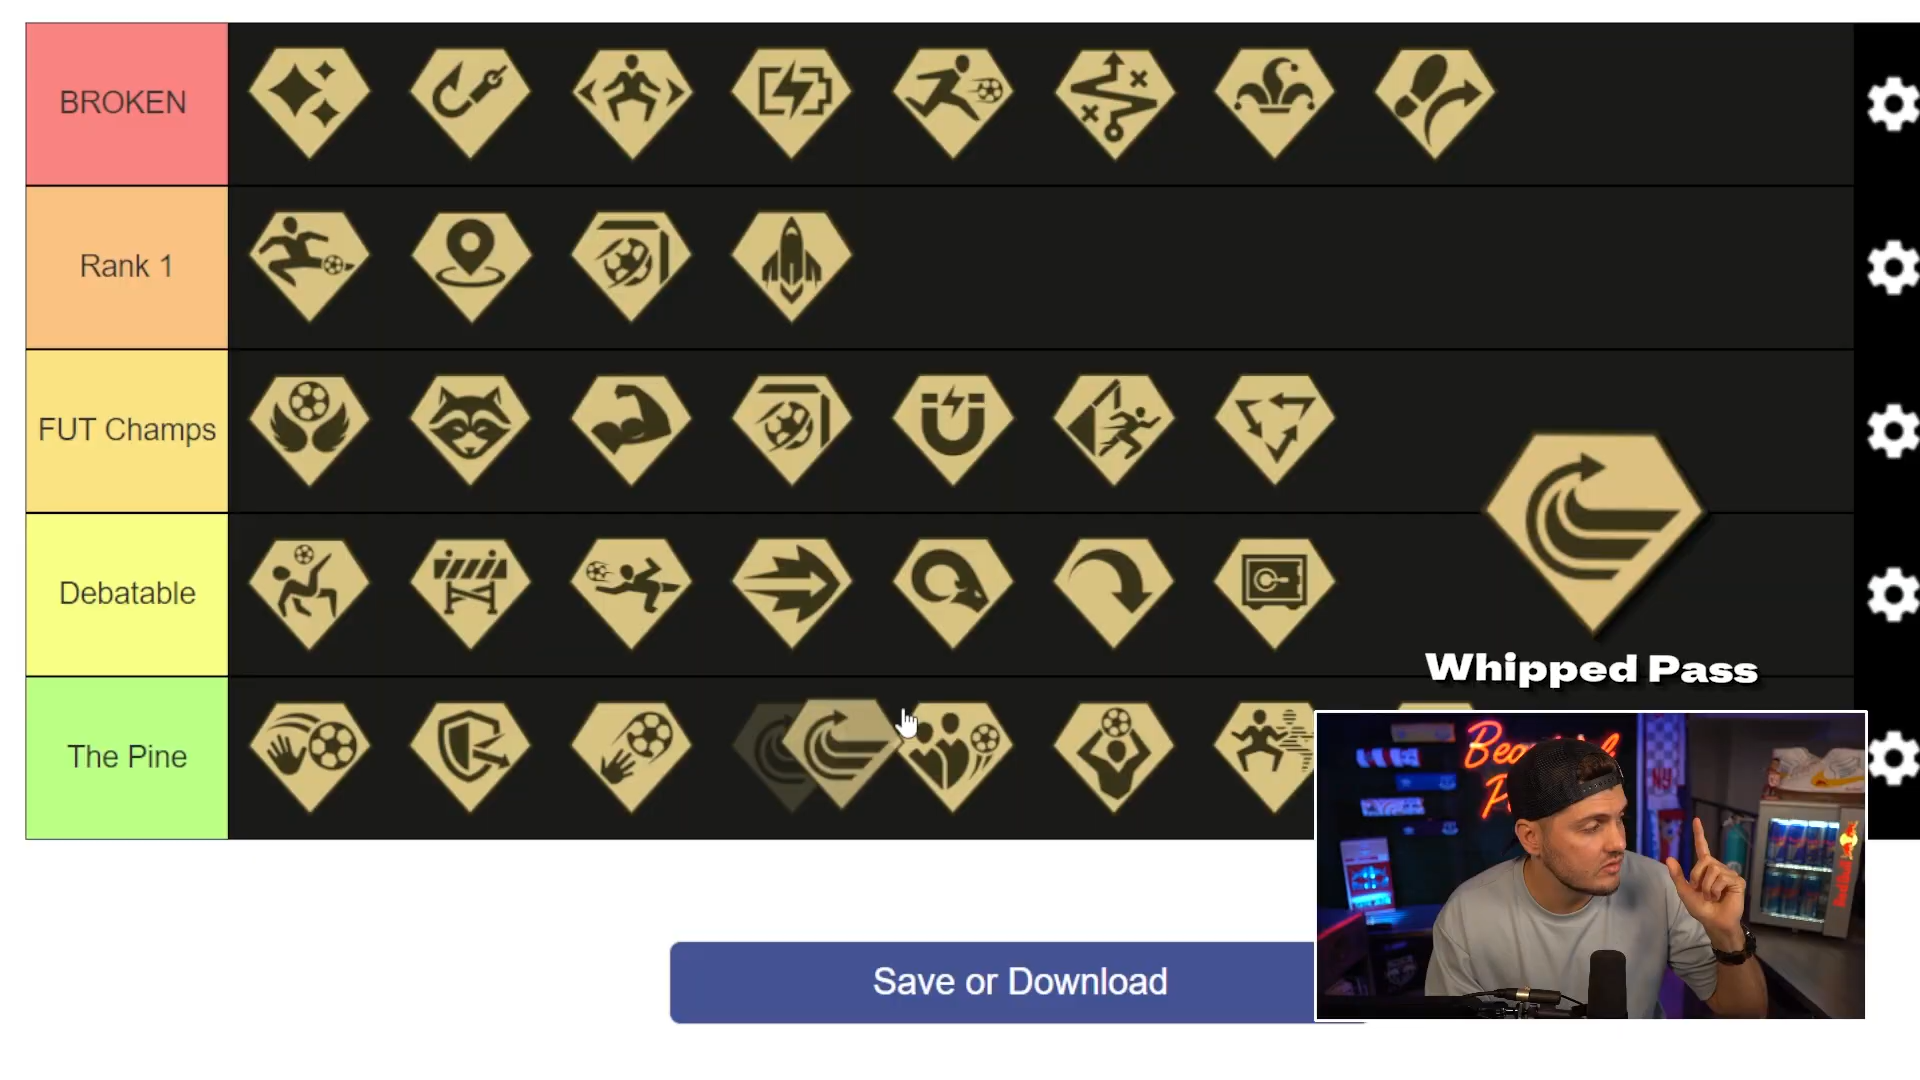 BROKEN
Rank 1
FUT Champs
Debatable
Whipped Pass
The Pine
Save or Download